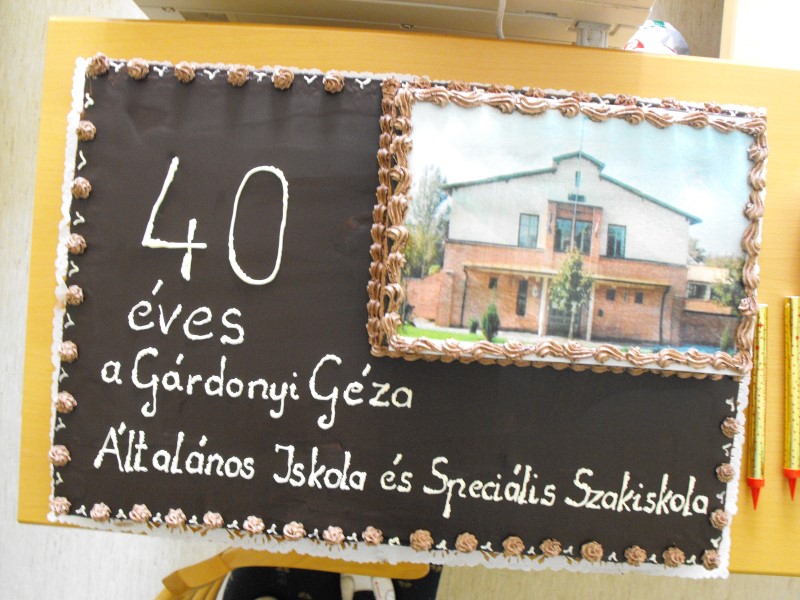 40
éves
a Gárdonyi Géza
Általános Iskola és Speciális Szakiskola